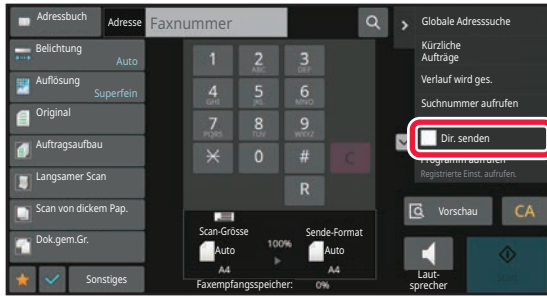 Adressbuch
Adresse
Faxnummer
Belichtung
Auto
Auflösung
Superfein
Original
Auftragsaufbau
Langsamer Scan
Scan von dickem Pap.
Dok.gem.Gr.
Sonstiges
1
2
ABC
3
DEF
4
GHI
5
JKL
6
MNO
7
PQRS
8
TUV
9
WXYZ
0
#
C
R
Scan-Grösse
Auto
A4
100%
Sende-Format
Auto
A4
Faxempfangsspeicher: 0%
Globale Adresssuche
Kürzliche
Aufträge
Verlauf wird ges.
Suchnummer aufrufen
Dir. senden
Programm aufrufen
Registrierte Einst. aufrufen.
Vorschau
CA
Laut-
sprecher
Start